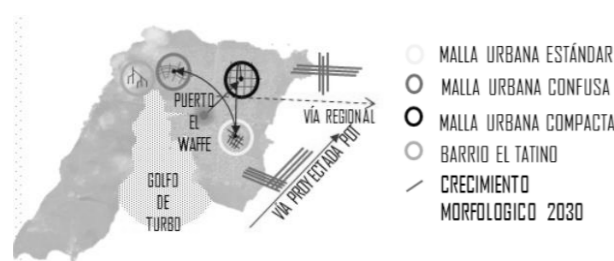 PUERTO
EL
WAFFE
VÍA REGIONAL
GOLFO
DE
TURBO
VÍA PROYECTADA POT
MALLA URBANA ESTÁNDAR
MALLA URBANA CONFUSA
MALLA URBANA COMPACTA
BARRIO EL TATINO
CRECIMIENTO
MORFOLOGICO 2030